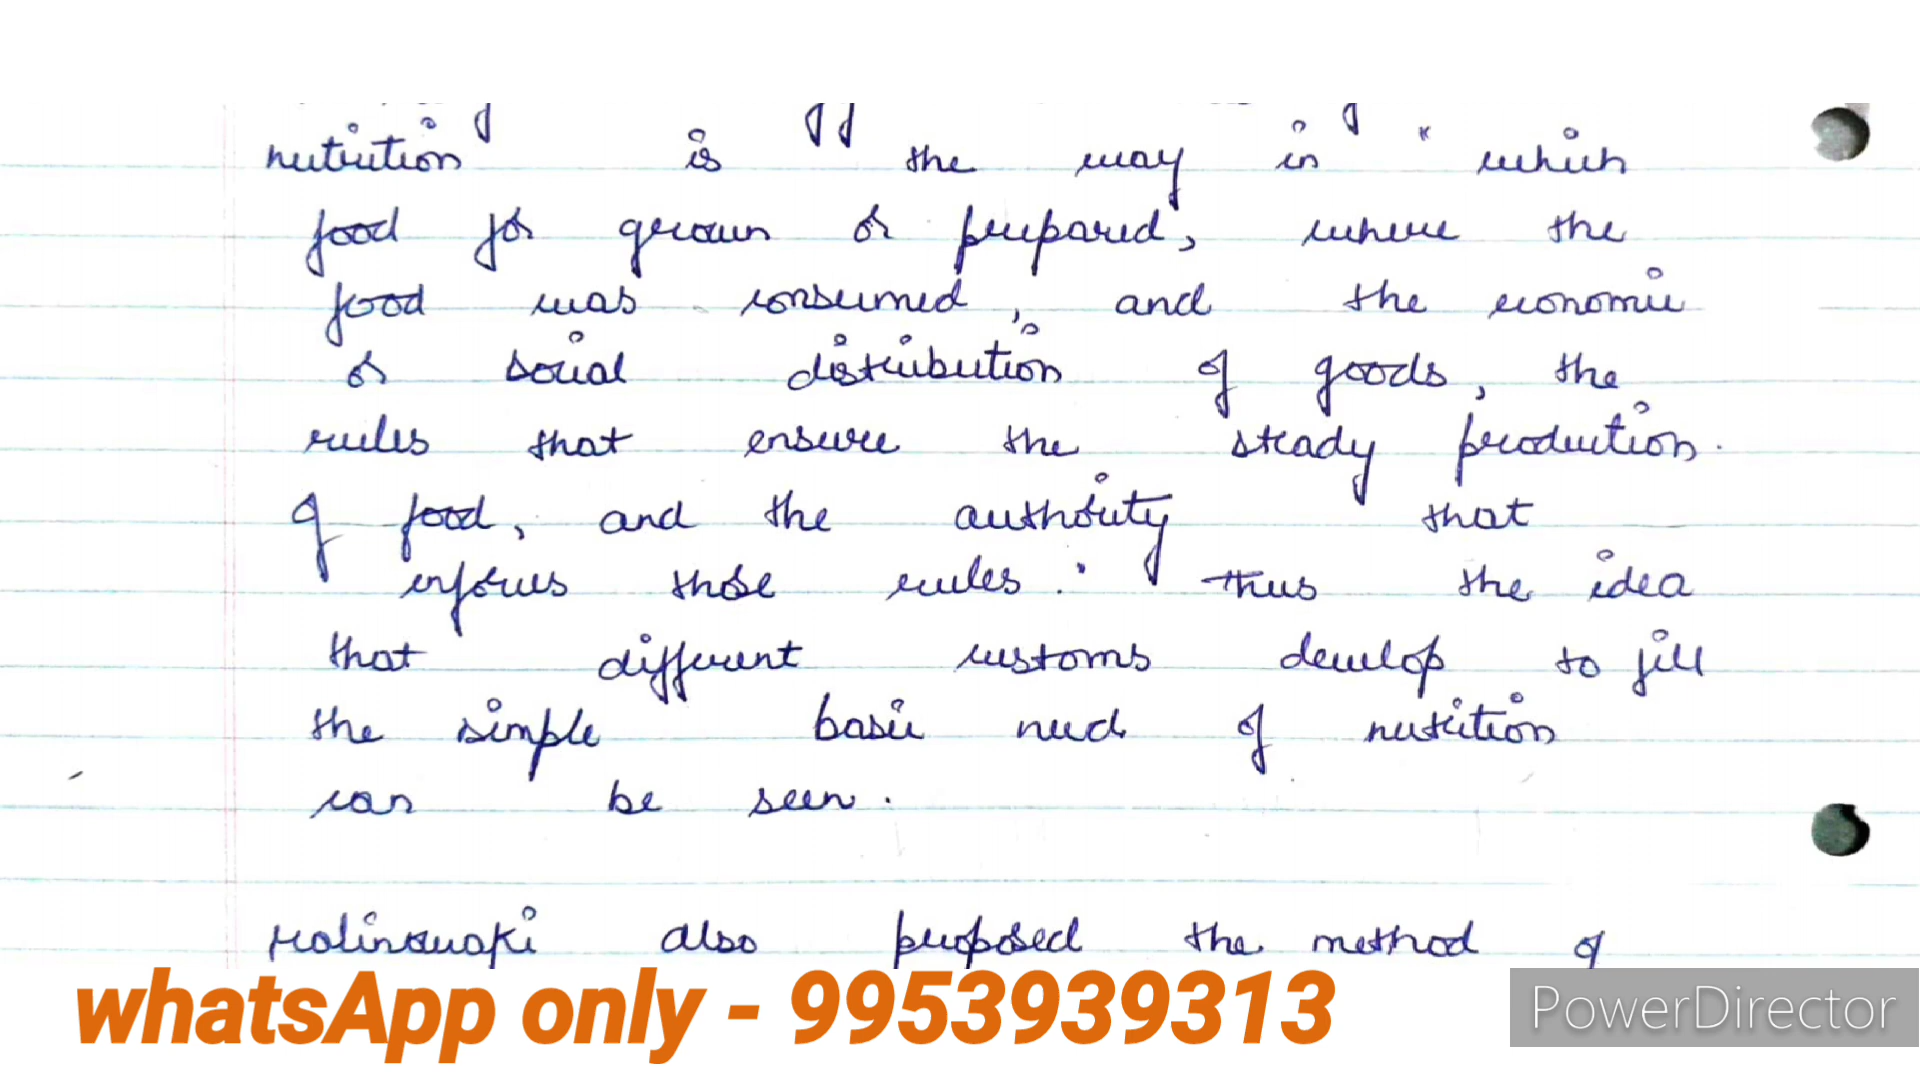 nutrition is the way in which
food for grown or prepared, where the
food was consumed, and the economic
or social distribution of goods, the
rules that ensure the steady production
of food, and the authority that
enforces those rules. Thus the idea
that different customs develop to fill
the simple basic need of nutrition
can be seen.
Malinowski also proposed the method of
whatsApp only - 9953939313
PowerDirector